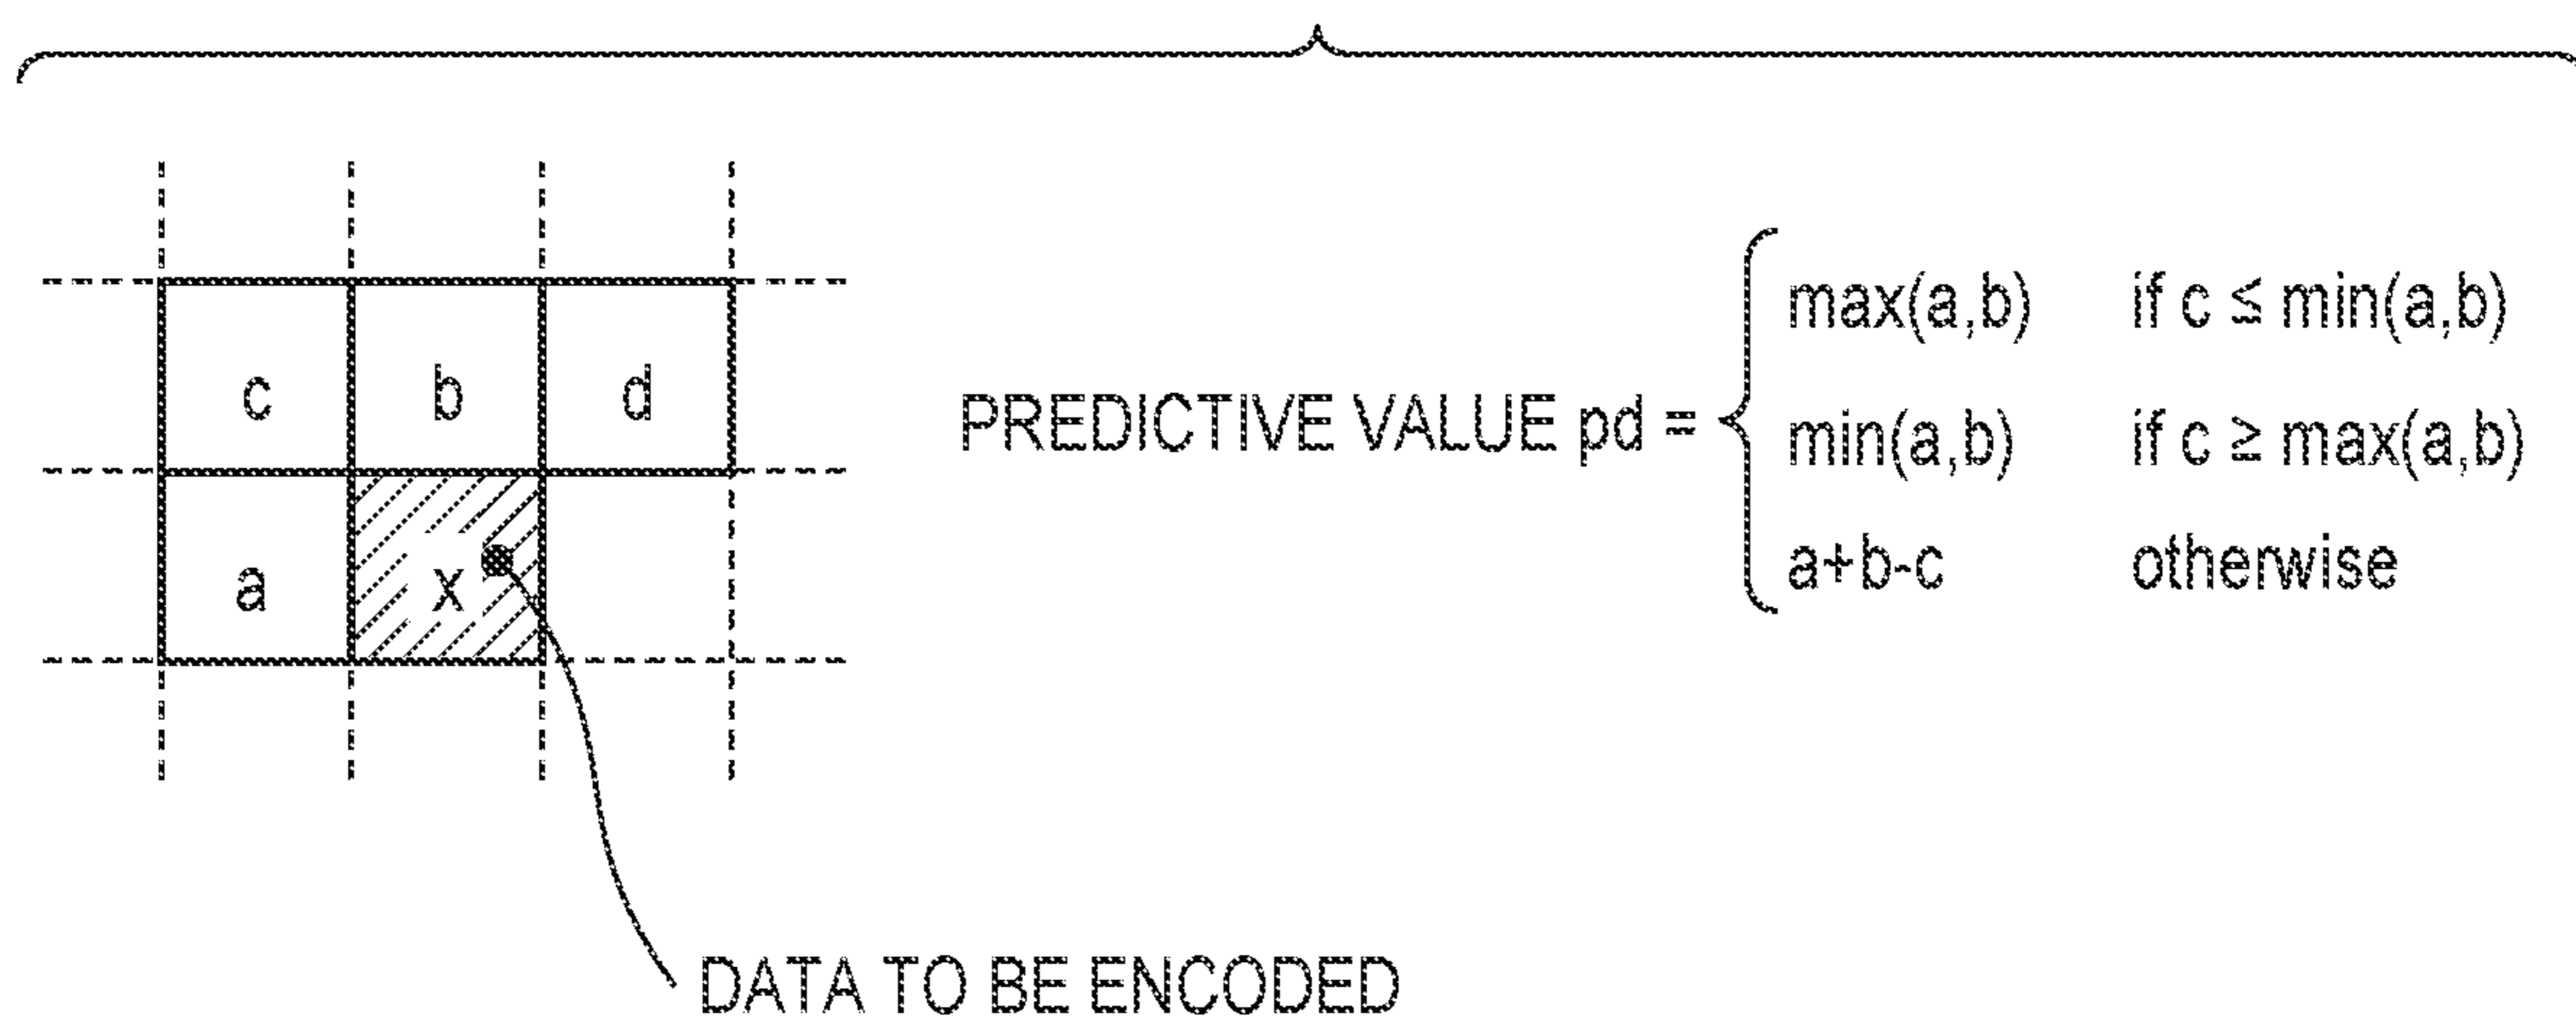 c b d
a x
PREDICTIVE VALUE pd =
max(a,b) if c ≤ min(a,b)
min(a,b) if c ≥ max(a,b)
a+b-c otherwise
DATA TO BE ENCODED